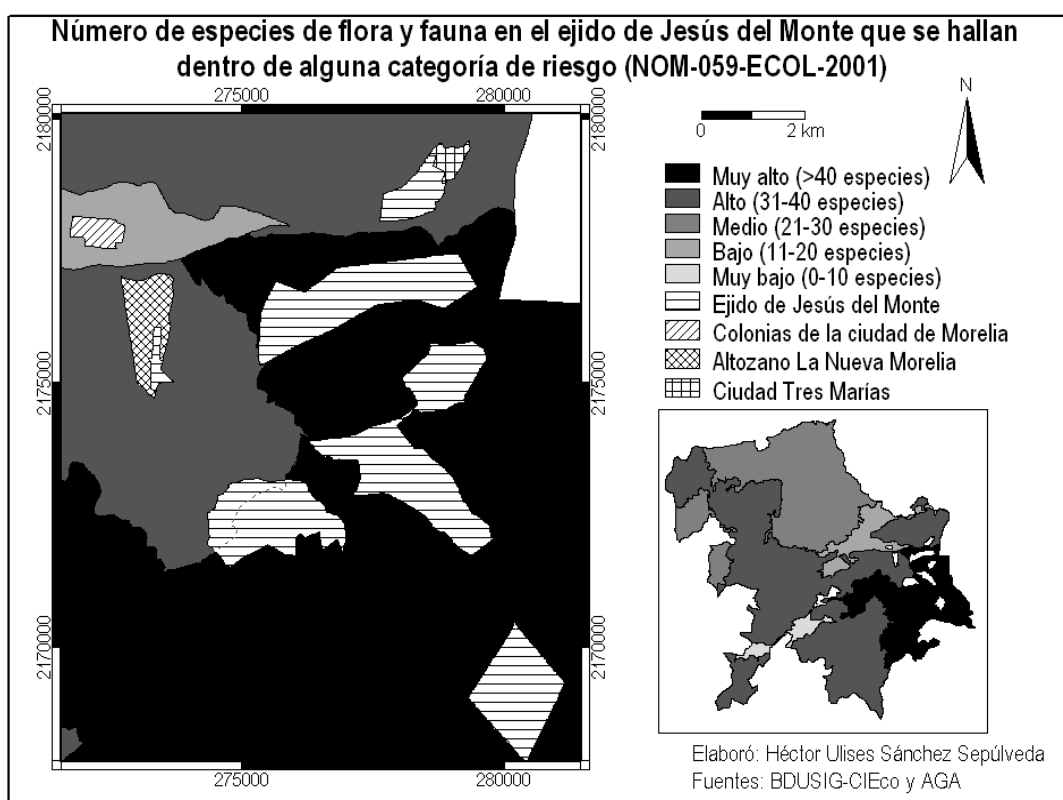 Número de especies de flora y fauna en el ejido de Jesús del Monte que se hallan
dentro de alguna categoría de riesgo (NOM-059-ECOL-2001)
275000 280000
2180000 2180000
2175000 2175000
2170000 2170000
275000 280000
N
0 2 km
Muy alto (>40 especies)
Alto (31-40 especies)
Medio (21-30 especies)
Bajo (11-20 especies)
Muy bajo (0-10 especies)
Ejido de Jesús del Monte
Colonias de la ciudad de Morelia
Altozano La Nueva Morelia
Ciudad Tres Marías
Elaboró: Héctor Ulises Sánchez Sepúlveda
Fuentes: BDUSIG-CIEco y AGA